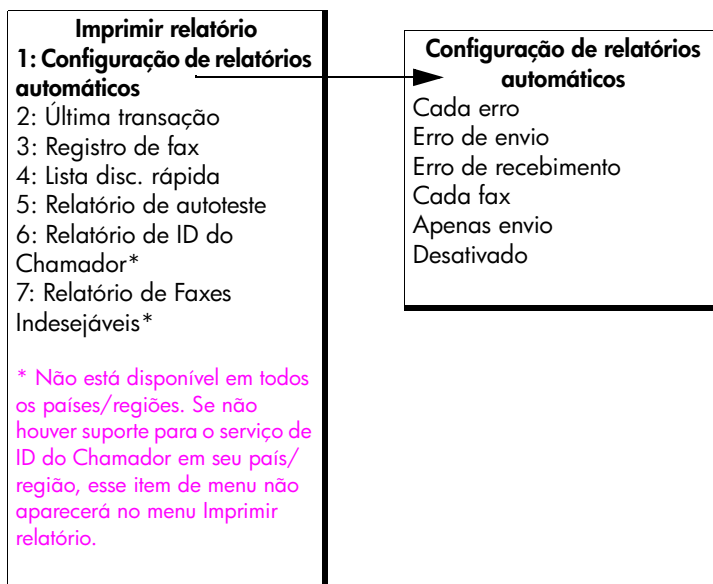 Imprimir relatório
1: Configuração de relatórios
automáticos
2: Última transação
3: Registro de fax
4: Lista disc. rápida
5: Relatório de autoteste
6: Relatório de ID do
Chamador*
7: Relatório de Faxes
Indesejáveis*
* Não está disponível em todos
os países/regiões. Se não
houver suporte para o serviço de
ID do Chamador em seu país/
região, esse item de menu não
aparecerá no menu Imprimir
relatório.
Configuração de relatórios
automáticos
Cada erro
Erro de envio
Erro de recebimento
Cada fax
Apenas envio
Desativado